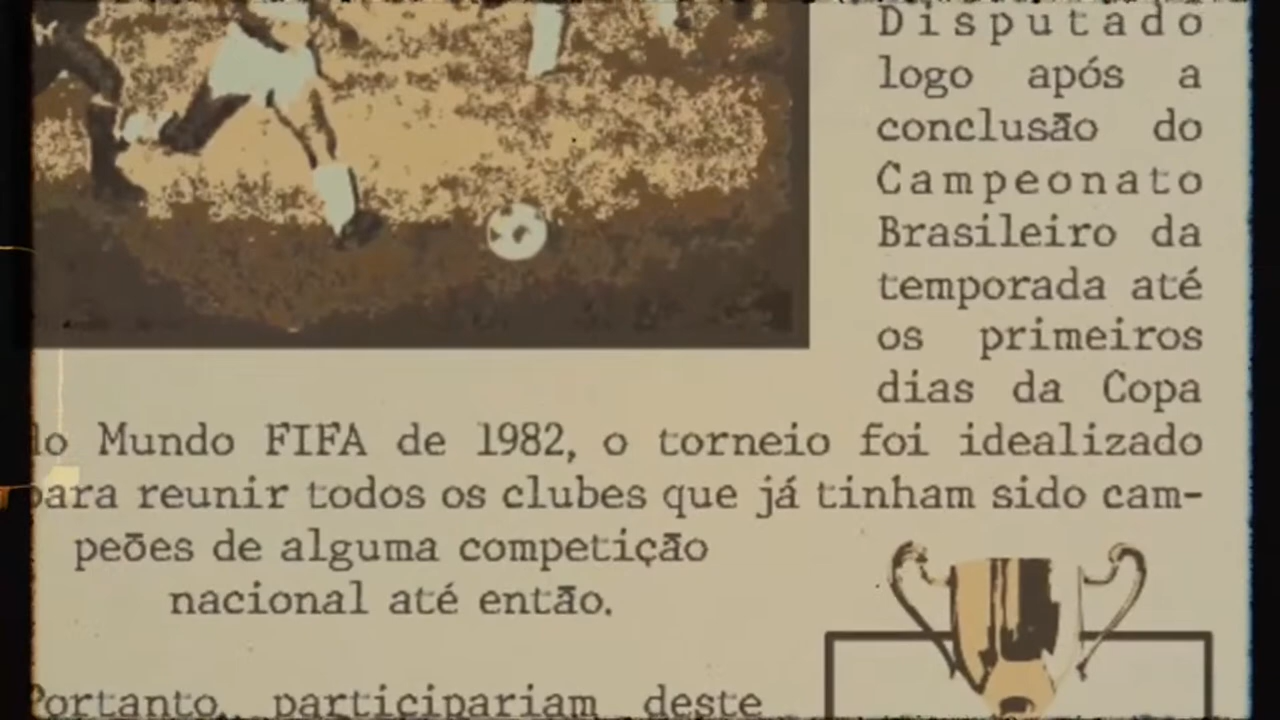 Disputado
logo após a
conclusão do
Campeonato
Brasileiro da
temporada até
os primeiros
dias da Copa
do Mundo FIFA de 1982, o torneio foi idealizado
para reunir todos os clubes que já tinham sido cam-
peões de alguma competição
nacional até então.
Portanto, participariam deste